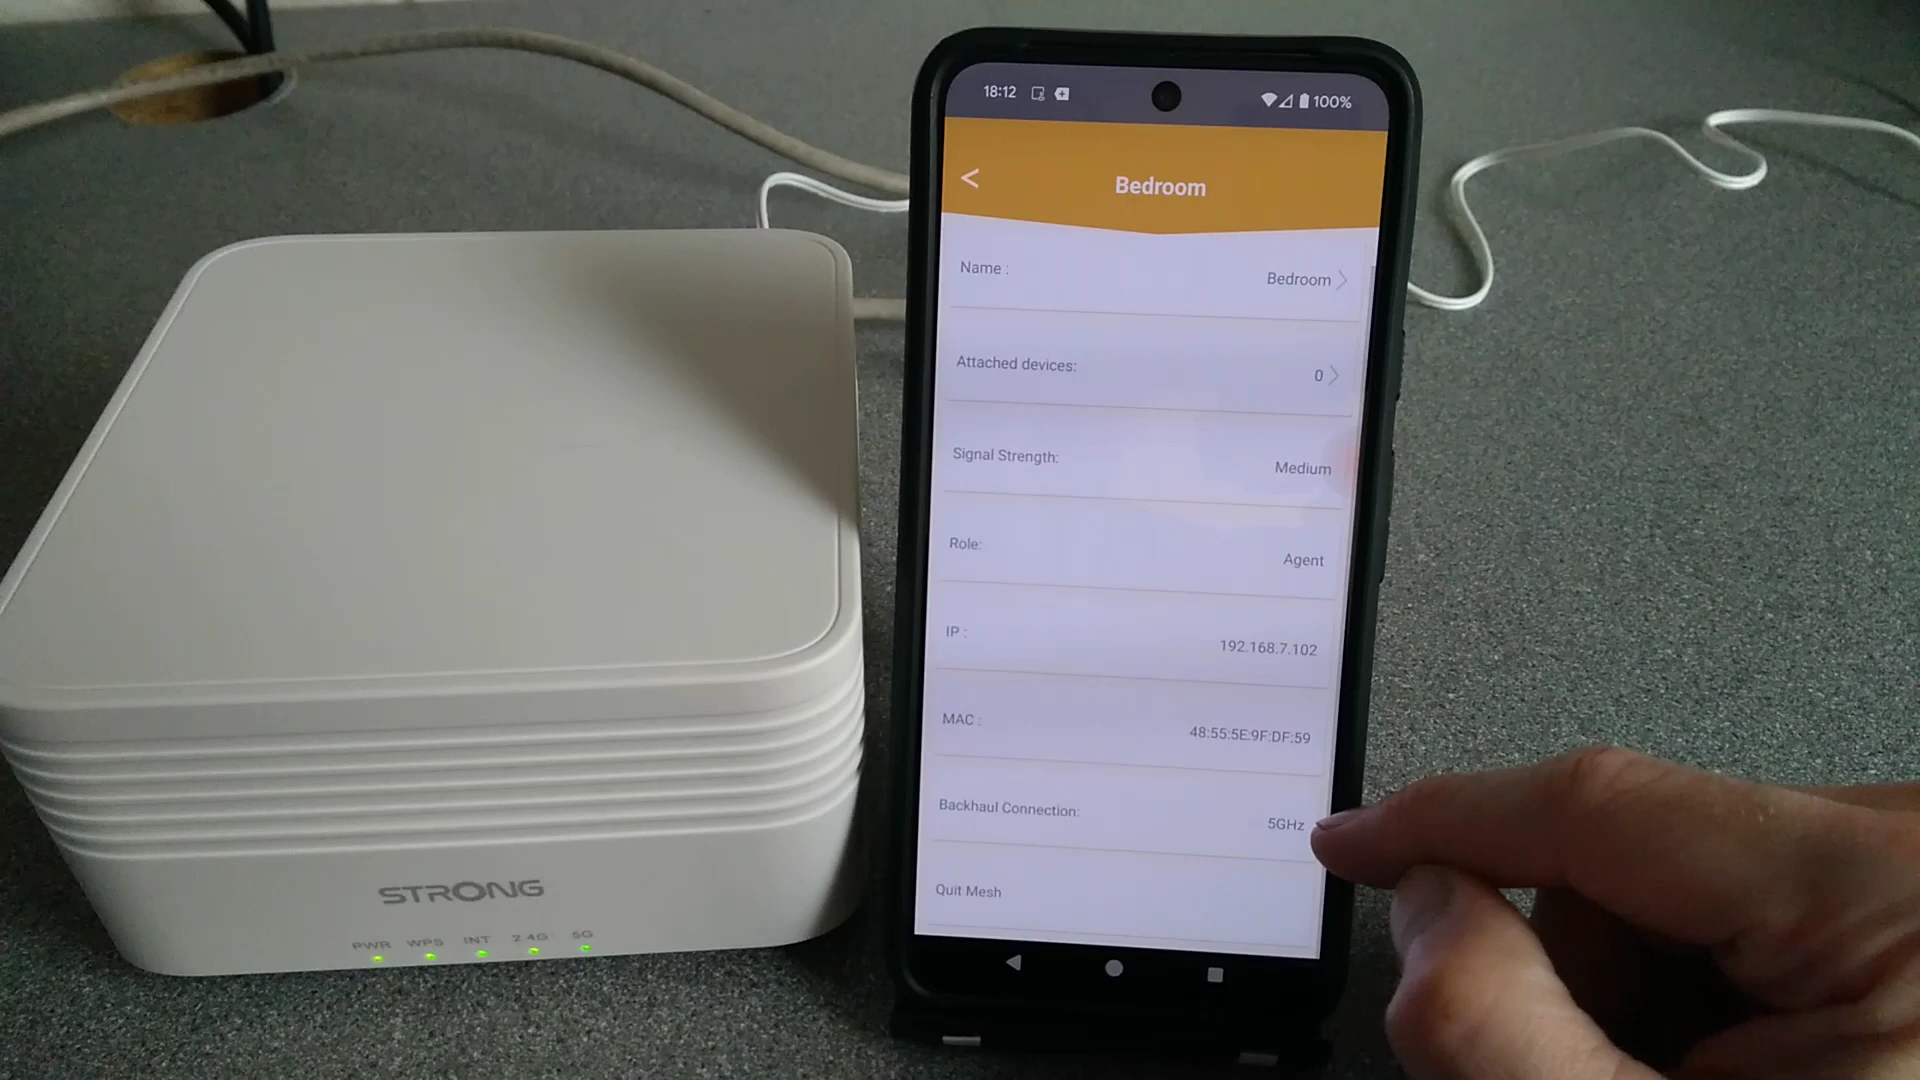 18:12 100%
< Bedroom
Name : Bedroom >
Attached devices: 0 >
Signal Strength: Medium
Role: Agent
IP : 192.168.7.102
MAC : 48:55:5E:9F:DF:59
Backhaul Connection: 5GHz
Quit Mesh
STRONG
PWR WPS INT 2.4G 5G